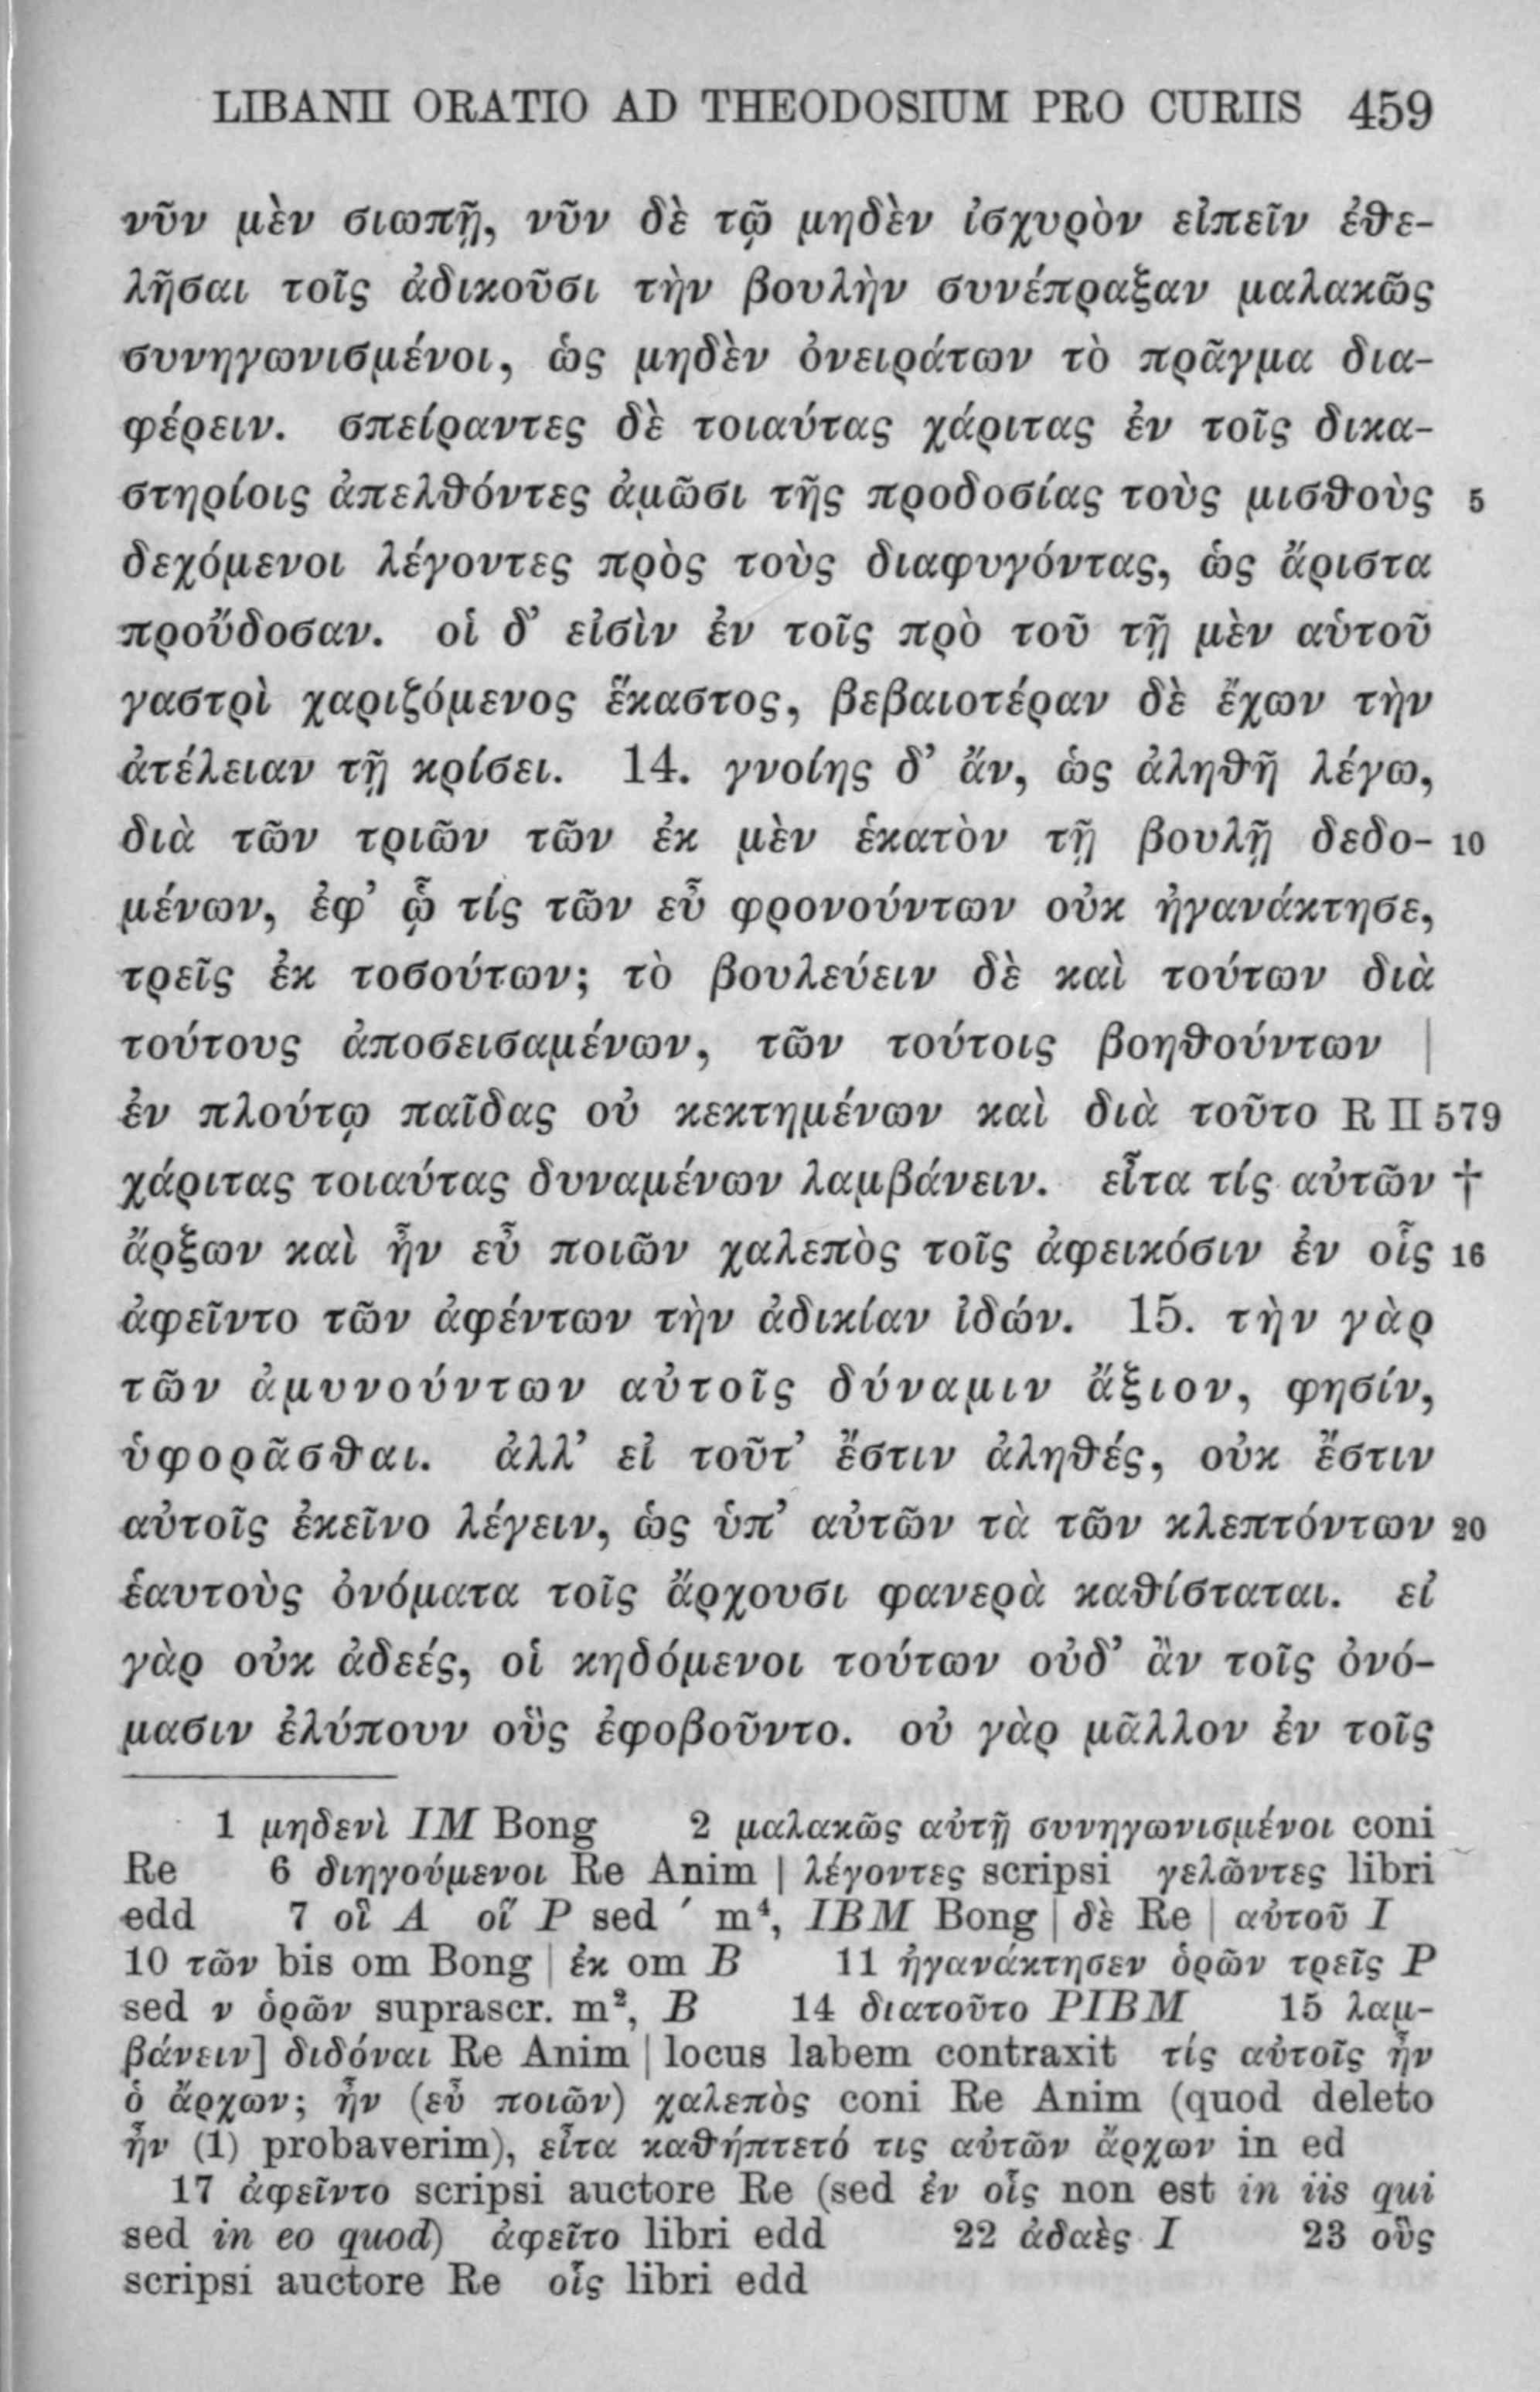 LIBANII ORATIO AD THEODOSIUM PRO CURIIS 459
νῦν μὲν σιωπῇ, νῦν δὲ τῷ μηδὲν ἰσχυρὸν εἰπεῖν ἐθε-
λῆσαι τοῖς ἀδικοῦσι τὴν βουλὴν συνέπραξαν μαλακῶς
συνηγωνισμένοι, ὡς μηδὲν ὀνειράτων τὸ πρᾶγμα δια-
φέρειν. σπείραντες δὲ τοιαύτας χάριτας ἐν τοῖς δικα-
στηρίοις ἀπελθόντες ἀμῶσι τῆς προδοσίας τοὺς μισθοὺς 5
δεχόμενοι λέγοντες πρὸς τοὺς διαφυγόντας, ὡς ἄριστα
προὔδοσαν. οἱ δ’ εἰσὶν ἐν τοῖς πρὸ τοῦ τῇ μὲν αὑτοῦ
γαστρὶ χαριζόμενος ἕκαστος, βεβαιοτέραν δὲ ἔχων τὴν
ἀτέλειαν τῇ κρίσει. 14. γνοίης δ’ ἄν, ὡς ἀληθῆ λέγω,
διὰ τῶν τριῶν τῶν ἐκ μὲν ἑκατὸν τῇ βουλῇ δεδο- 10
μένων, ἐφ’ ᾧ τίς τῶν εὖ φρονούντων οὐκ ἠγανάκτησε,
τρεῖς ἐκ τοσούτων; τὸ βουλεύειν δὲ καὶ τούτων διὰ
τούτους ἀποσεισαμένων, τῶν τούτοις βοηθούντων |
ἐν πλούτῳ παῖδας οὐ κεκτημένων καὶ διὰ τοῦτο R II 579
χάριτας τοιαύτας δυναμένων λαμβάνειν. εἶτα τίς αὐτῶν †
ἄρξων καὶ ἦν εὖ ποιῶν χαλεπὸς τοῖς ἀφεικόσιν ἐν οἷς 16
ἀφεῖντο τῶν ἀφέντων τὴν ἀδικίαν ἰδών. 15. τὴν γὰρ
τῶν ἀμυνούντων αὐτοῖς δύναμιν ἄξιον, φησίν,
ὑφορᾶσθαι. ἀλλ’ εἰ τοῦτ’ ἔστιν ἀληθές, οὐκ ἔστιν
αὐτοῖς ἐκεῖνο λέγειν, ὡς ὑπ’ αὐτῶν τὰ τῶν κλεπτόντων 20
ἑαυτοὺς ὀνόματα τοῖς ἄρχουσι φανερὰ καθίσταται. εἰ
γὰρ οὐκ ἀδεές, οἱ κηδόμενοι τούτων οὐδ’ ἂν τοῖς ὀνό-
μασιν ἐλύπουν οὓς ἐφοβοῦντο. οὐ γὰρ μᾶλλον ἐν τοῖς
1 μηδενὶ IM Bong 2 μαλακῶς αὐτῇ συνηγωνισμένοι coni
Re 6 διηγούμενοι Re Anim | λέγοντες scripsi γελῶντες libri
edd 7 οἳ A οἵ P sed ΄ m⁴, IBM Bong | δὲ Re | αὐτοῦ I
10 τῶν bis om Bong | ἐκ om B 11 ἠγανάκτησεν ὁρῶν τρεῖς P
sed ν ὁρῶν suprascr. m², B 14 διατοῦτο PIBM 15 λαμ-
βάνειν] διδόναι Re Anim | locus labem contraxit τίς αὐτοῖς ἦν
ὁ ἄρχων; ἦν (εὖ ποιῶν) χαλεπὸς coni Re Anim (quod deleto
ἦν (1) probaverim), εἶτα καθήπτετό τις αὐτῶν ἄρχων in ed
17 ἀφεῖντο scripsi auctore Re (sed ἐν οἷς non est in iis qui
sed in eo quod) ἀφεῖτο libri edd 22 ἀδαὲς I 23 οὓς
scripsi auctore Re οἷς libri edd